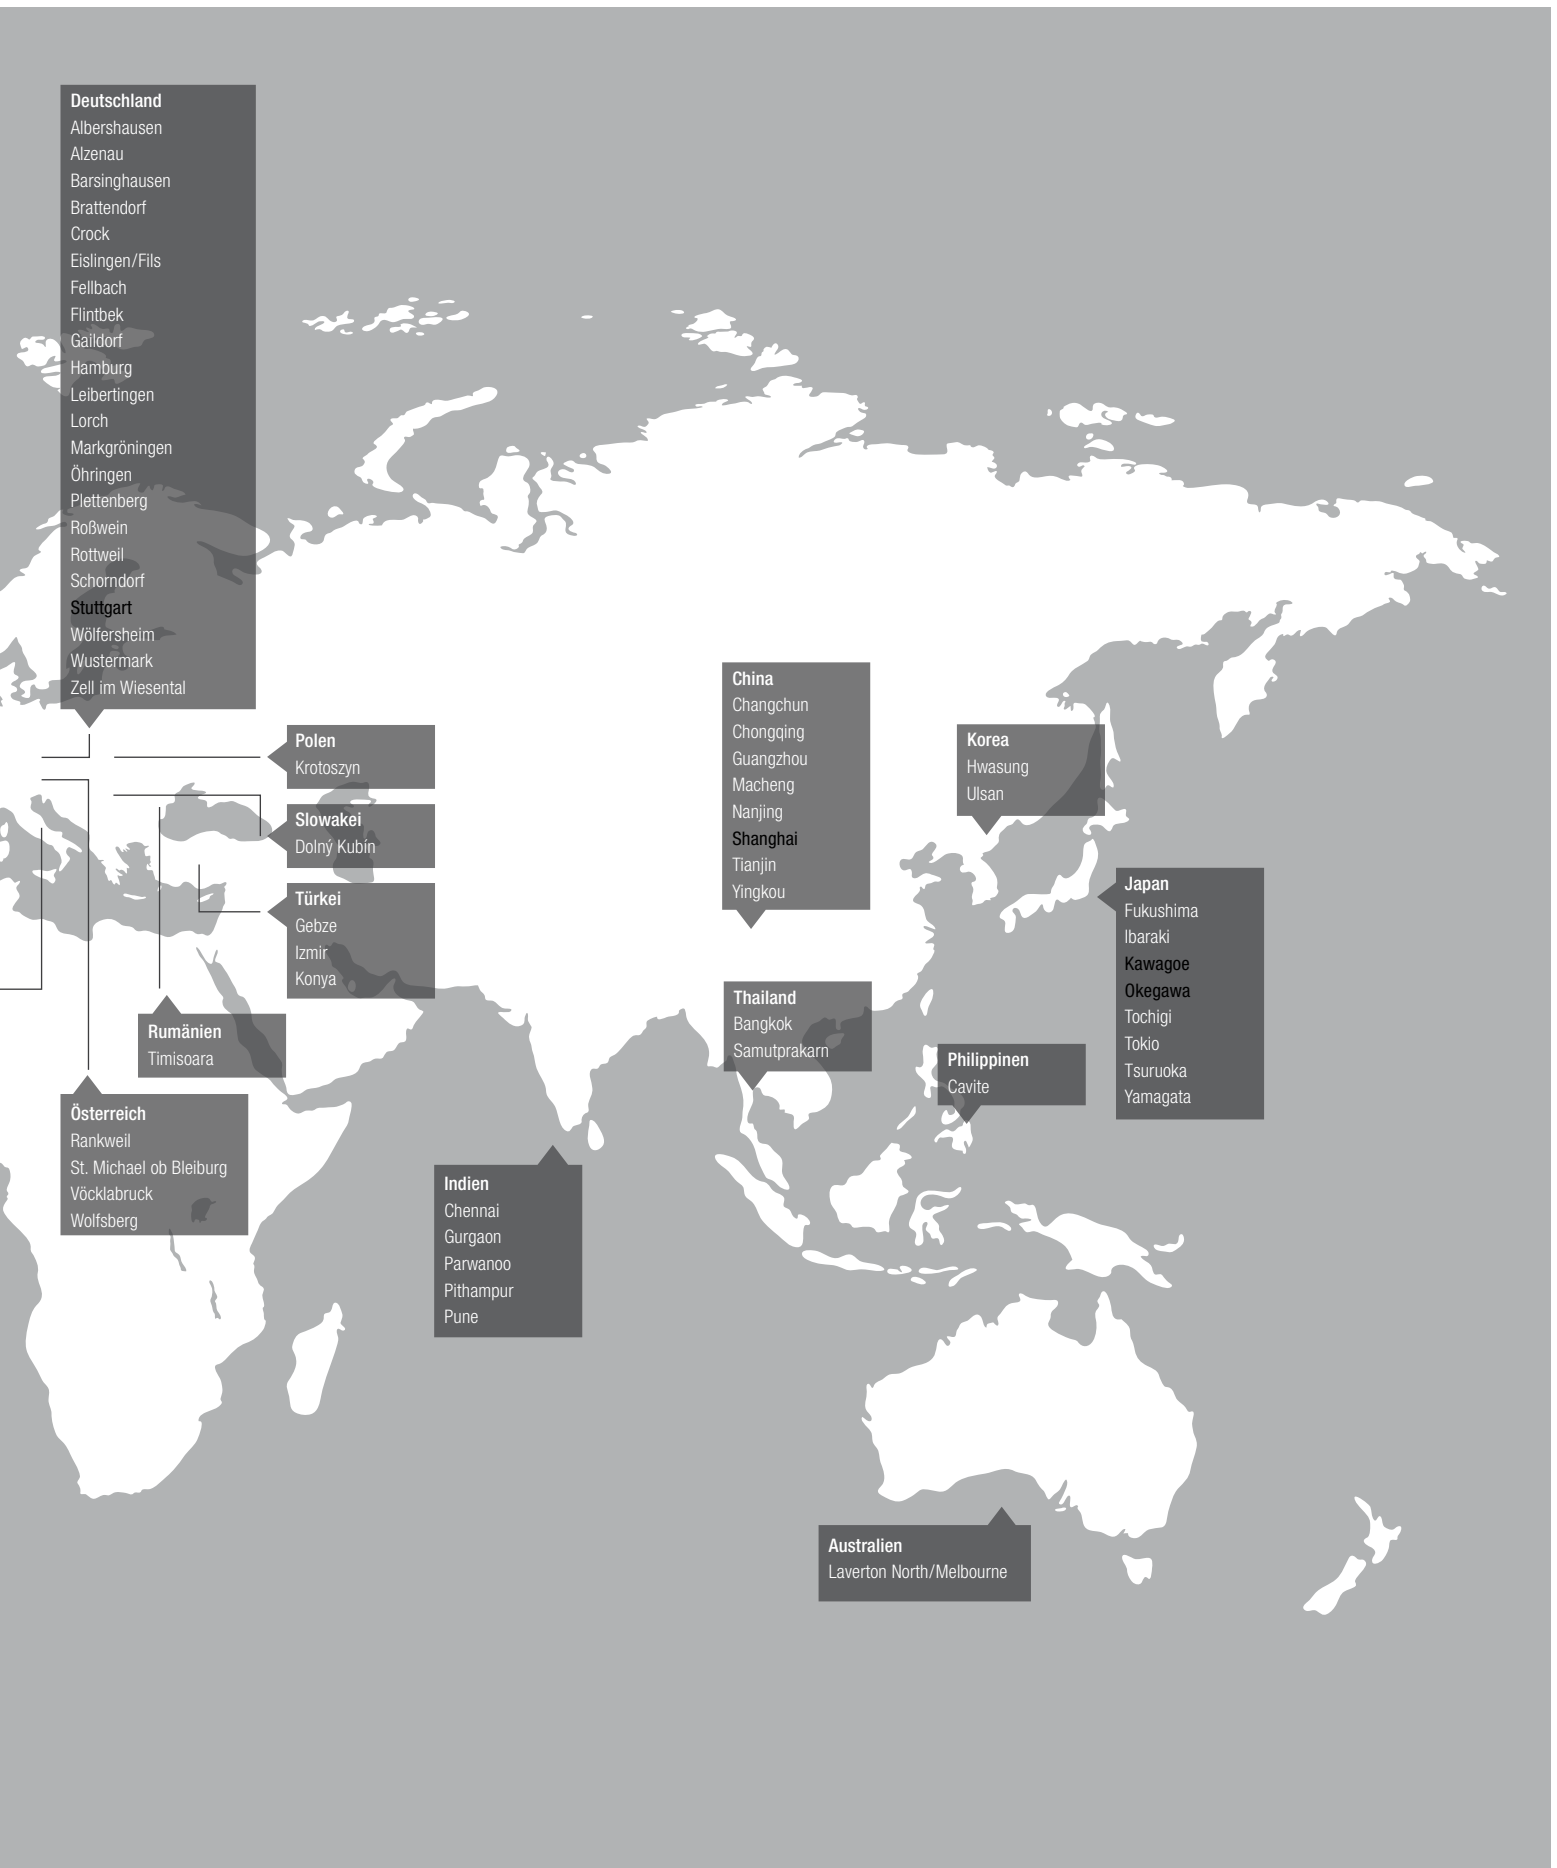 Deutschland
Albershausen
Alzenau
Barsinghausen
Brattendorf
Crock
Eislingen/Fils
Fellbach
Flintbek
Gaildorf
Hamburg
Leibertingen
Lorch
Markgröningen
Öhringen
Plettenberg
Roßwein
Rottweil
Schorndorf
Stuttgart
Wölfersheim
Wustermark
Zell im Wiesental
Polen
Krotoszyn
Slowakei
Dolný Kubín
Türkei
Gebze
Izmir
Konya
Rumänien
Timisoara
Österreich
Rankweil
St. Michael ob Bleiburg
Vöcklabruck
Wolfsberg
Indien
Chennai
Gurgaon
Parwanoo
Pithampur
Pune
China
Changchun
Chongqing
Guangzhou
Macheng
Nanjing
Shanghai
Tianjin
Yingkou
Thailand
Bangkok
Samutprakarn
Korea
Hwasung
Ulsan
Philippinen
Cavite
Japan
Fukushima
Ibaraki
Kawagoe
Okegawa
Tochigi
Tokio
Tsuruoka
Yamagata
Australien
Laverton North/Melbourne